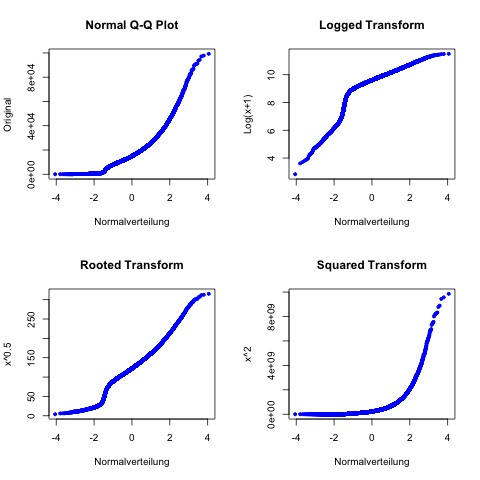 Normal Q-Q Plot
Original
0e+00 4e+04 8e+04
-4 -2 0 2 4
Normalverteilung
Logged Transform
Log(x+1)
4 6 8 10
-4 -2 0 2 4
Normalverteilung
Rooted Transform
x^0.5
0 50 150 250
-4 -2 0 2 4
Normalverteilung
Squared Transform
x^2
0e+00 4e+09 8e+09
-4 -2 0 2 4
Normalverteilung